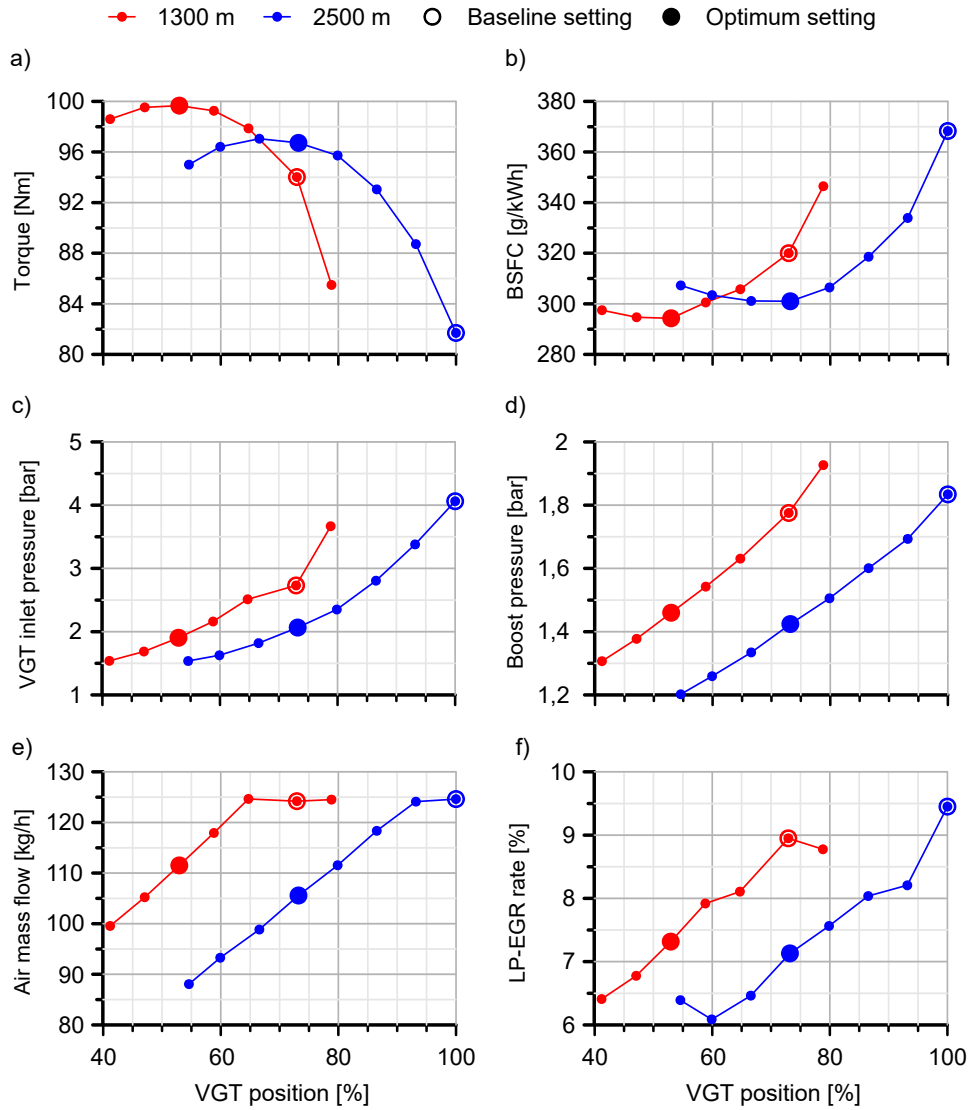 1300 m 2500 m Baseline setting Optimum setting
a)
Torque [Nm]
100
96
92
88
84
80
b)
BSFC [g/kWh]
380
360
340
320
300
280
c)
VGT inlet pressure [bar]
5
4
3
2
1
d)
Boost pressure [bar]
2
1,8
1,6
1,4
1,2
e)
Air mass flow [kg/h]
130
120
110
100
90
80
40 60 80 100
VGT position [%]
f)
LP-EGR rate [%]
10
9
8
7
6
40 60 80 100
VGT position [%]